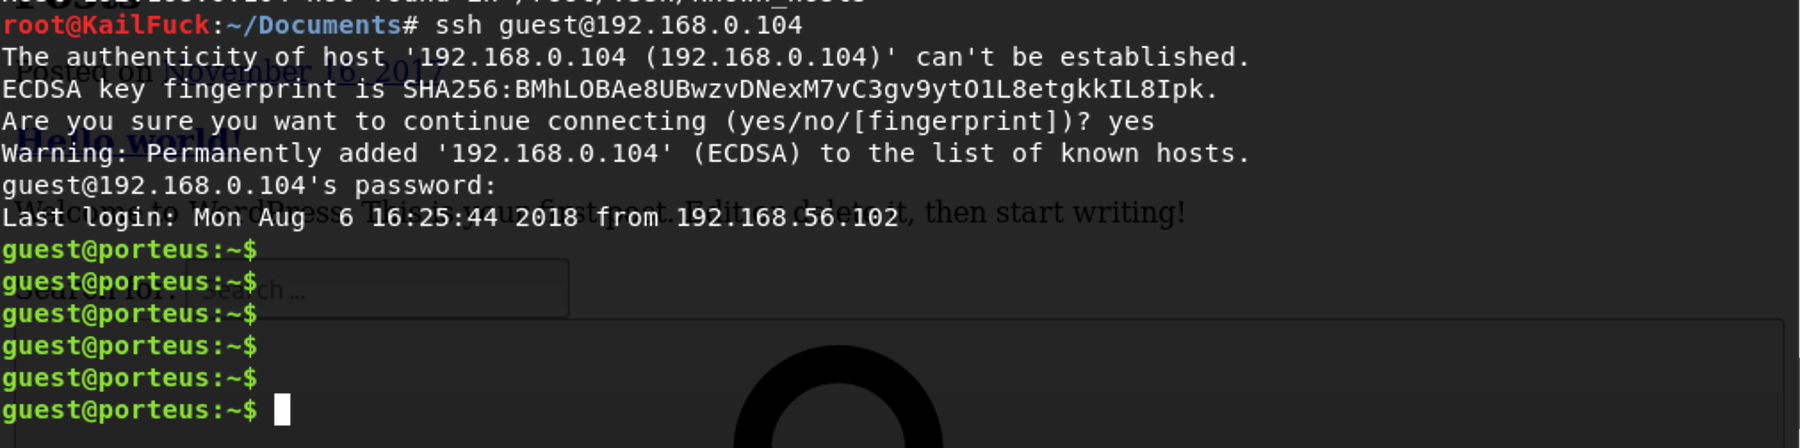 root@KailFuck:~/Documents# ssh guest@192.168.0.104
The authenticity of host '192.168.0.104 (192.168.0.104)' can't be established.
Posted on November 16, 2017
ECDSA key fingerprint is SHA256:BMhLOBAe8UBwzvDNexM7vC3gv9ytO1L8etgkkIL8Ipk.
Are you sure you want to continue connecting (yes/no/[fingerprint])? yes
Hello world!
Warning: Permanently added '192.168.0.104' (ECDSA) to the list of known hosts.
guest@192.168.0.104's password:
Last login: Mon Aug  6 16:25:44 2018 from 192.168.56.102
Welcome to WordPress. This is your first post. Edit or delete it, then start writing!
guest@porteus:~$
guest@porteus:~$
Search for: Search ...
guest@porteus:~$
guest@porteus:~$
guest@porteus:~$
guest@porteus:~$